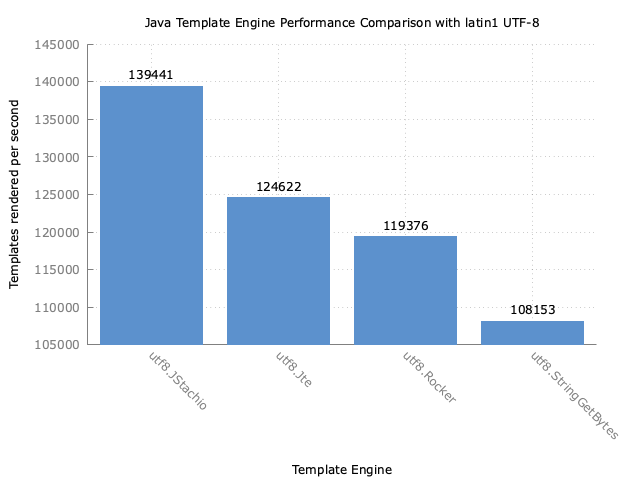 Java Template Engine Performance Comparison with latin1 UTF-8
Templates rendered per second
145000
140000
135000
130000
125000
120000
115000
110000
105000
139441
124622
119376
108153
utf8.JStachio
utf8.Jte
utf8.Rocker
utf8.StringGetBytes
Template Engine